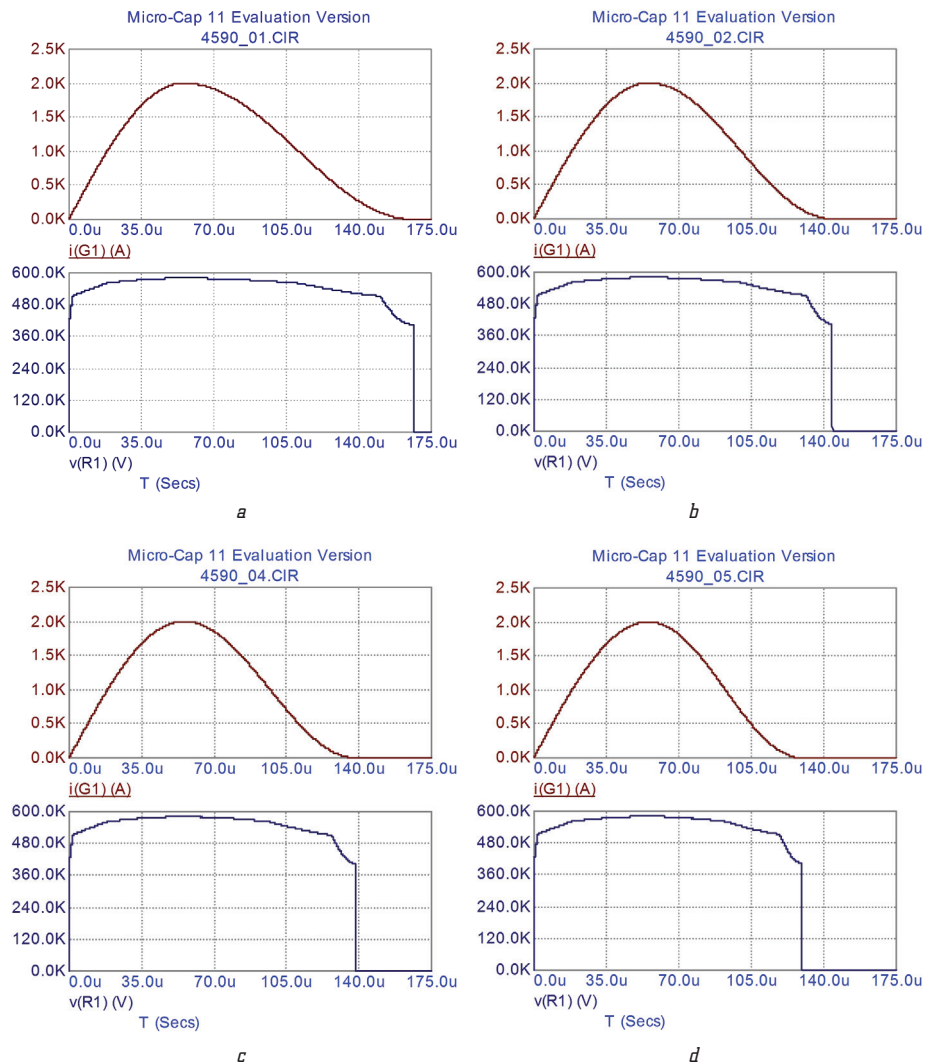 Micro-Cap 11 Evaluation Version
4590_01.CIR
2.5K
2.0K
1.5K
1.0K
0.5K
0.0K
0.0u 35.0u 70.0u 105.0u 140.0u 175.0u
i(G1) (A)
600.0K
480.0K
360.0K
240.0K
120.0K
0.0K
0.0u 35.0u 70.0u 105.0u 140.0u 175.0u
v(R1) (V)
T (Secs)
a
Micro-Cap 11 Evaluation Version
4590_02.CIR
2.5K
2.0K
1.5K
1.0K
0.5K
0.0K
0.0u 35.0u 70.0u 105.0u 140.0u 175.0u
i(G1) (A)
600.0K
480.0K
360.0K
240.0K
120.0K
0.0K
0.0u 35.0u 70.0u 105.0u 140.0u 175.0u
v(R1) (V)
T (Secs)
b
Micro-Cap 11 Evaluation Version
4590_04.CIR
2.5K
2.0K
1.5K
1.0K
0.5K
0.0K
0.0u 35.0u 70.0u 105.0u 140.0u 175.0u
i(G1) (A)
600.0K
480.0K
360.0K
240.0K
120.0K
0.0K
0.0u 35.0u 70.0u 105.0u 140.0u 175.0u
v(R1) (V)
T (Secs)
c
Micro-Cap 11 Evaluation Version
4590_05.CIR
2.5K
2.0K
1.5K
1.0K
0.5K
0.0K
0.0u 35.0u 70.0u 105.0u 140.0u 175.0u
i(G1) (A)
600.0K
480.0K
360.0K
240.0K
120.0K
0.0K
0.0u 35.0u 70.0u 105.0u 140.0u 175.0u
v(R1) (V)
T (Secs)
d